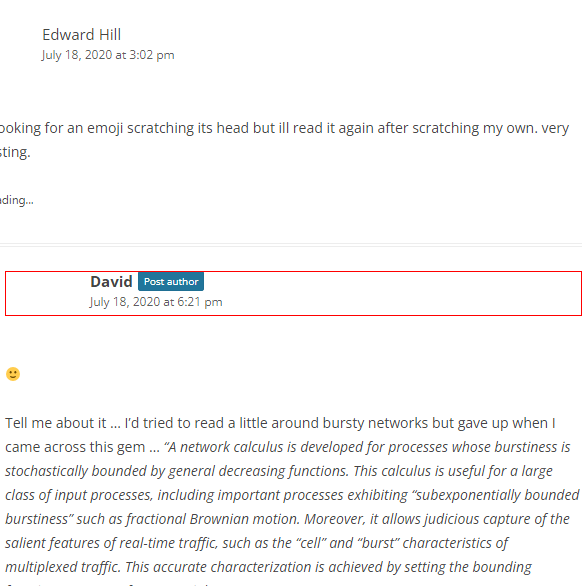 Edward Hill
July 18, 2020 at 3:02 pm
ooking for an emoji scratching its head but ill read it again after scratching my own. very
sting.
ading...
David Post author
July 18, 2020 at 6:21 pm
Tell me about it … I’d tried to read a little around bursty networks but gave up when I
came across this gem … “A network calculus is developed for processes whose burstiness is
stochastically bounded by general decreasing functions. This calculus is useful for a large
class of input processes, including important processes exhibiting “subexponentially bounded
burstiness” such as fractional Brownian motion. Moreover, it allows judicious capture of the
salient features of real-time traffic, such as the “cell” and “burst” characteristics of
multiplexed traffic. This accurate characterization is achieved by setting the bounding